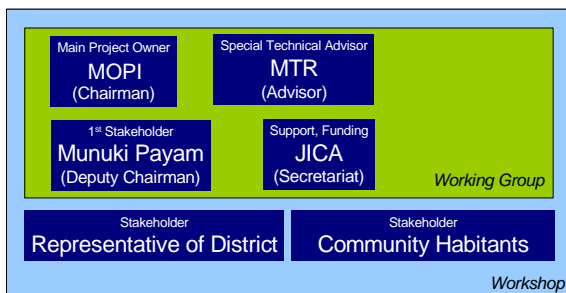 Main Project Owner
MOPI
(Chairman)
Special Technical Advisor
MTR
(Advisor)
1st Stakeholder
Munuki Payam
(Deputy Chairman)
Support, Funding
JICA
(Secretariat)
Working Group
Stakeholder
Representative of District
Stakeholder
Community Habitants
Workshop